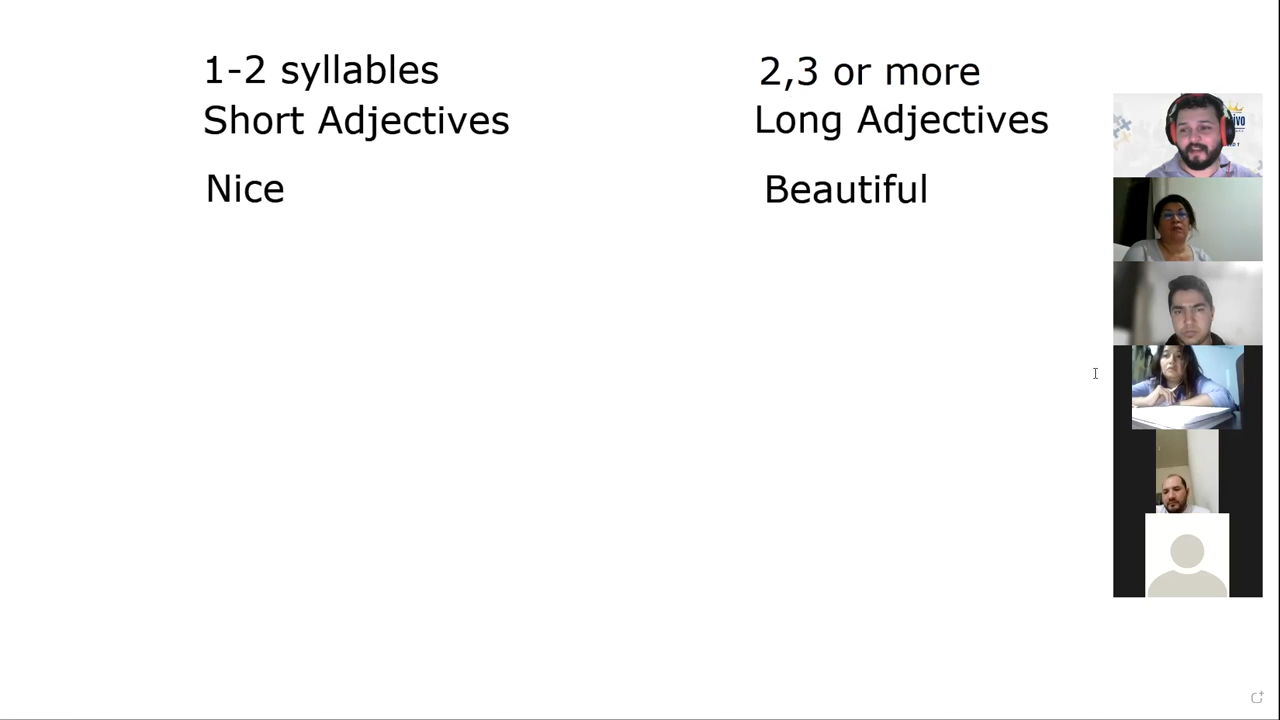 1-2 syllables
Short Adjectives
Nice
2,3 or more
Long Adjectives
Beautiful